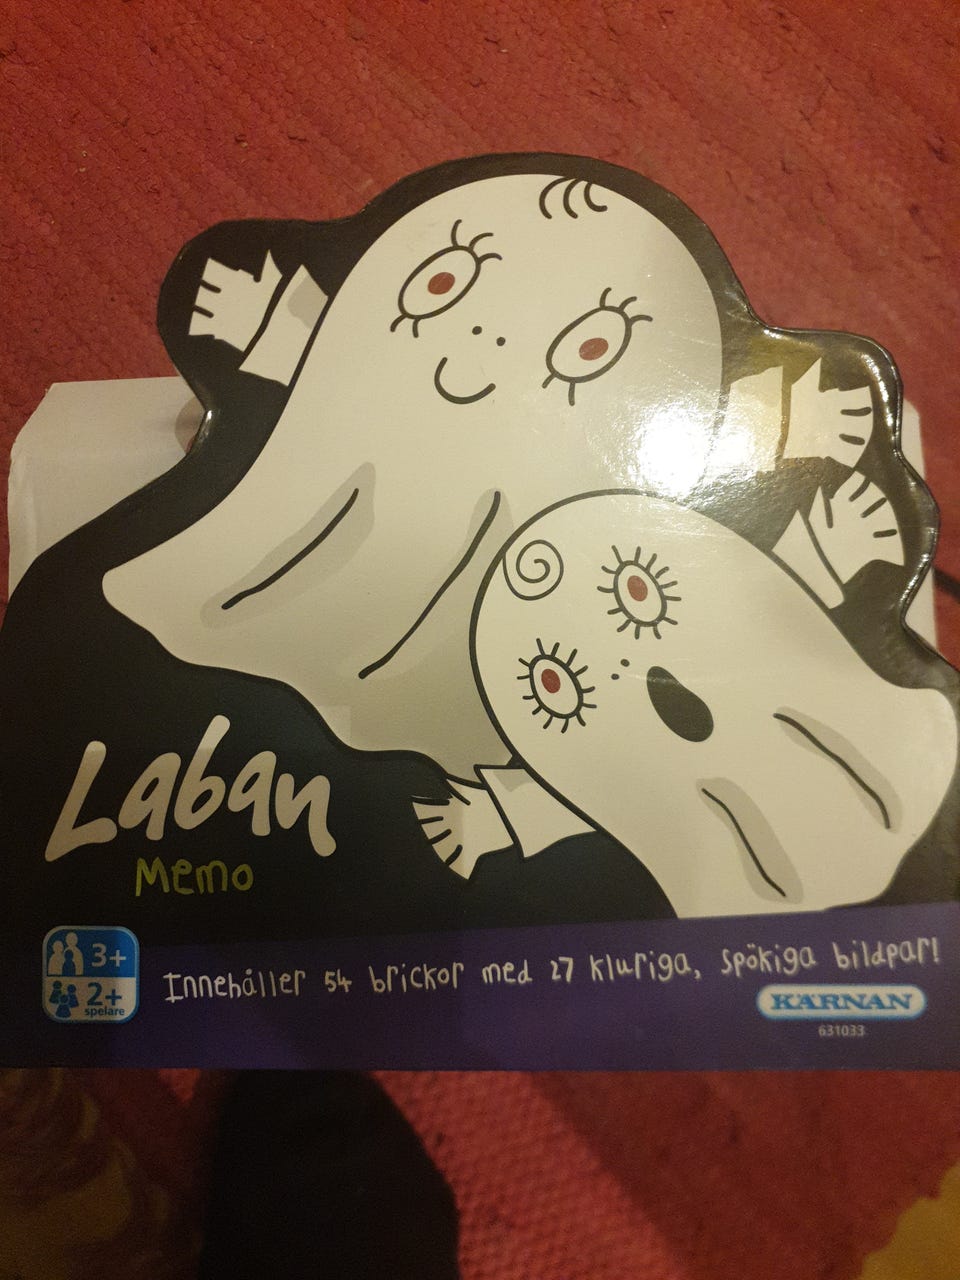 Laban
Memo
3+
2+
spelare
Innehåller 54 brickor med 27 kluriga, spökiga bildpar!
KÄRNAN
631033